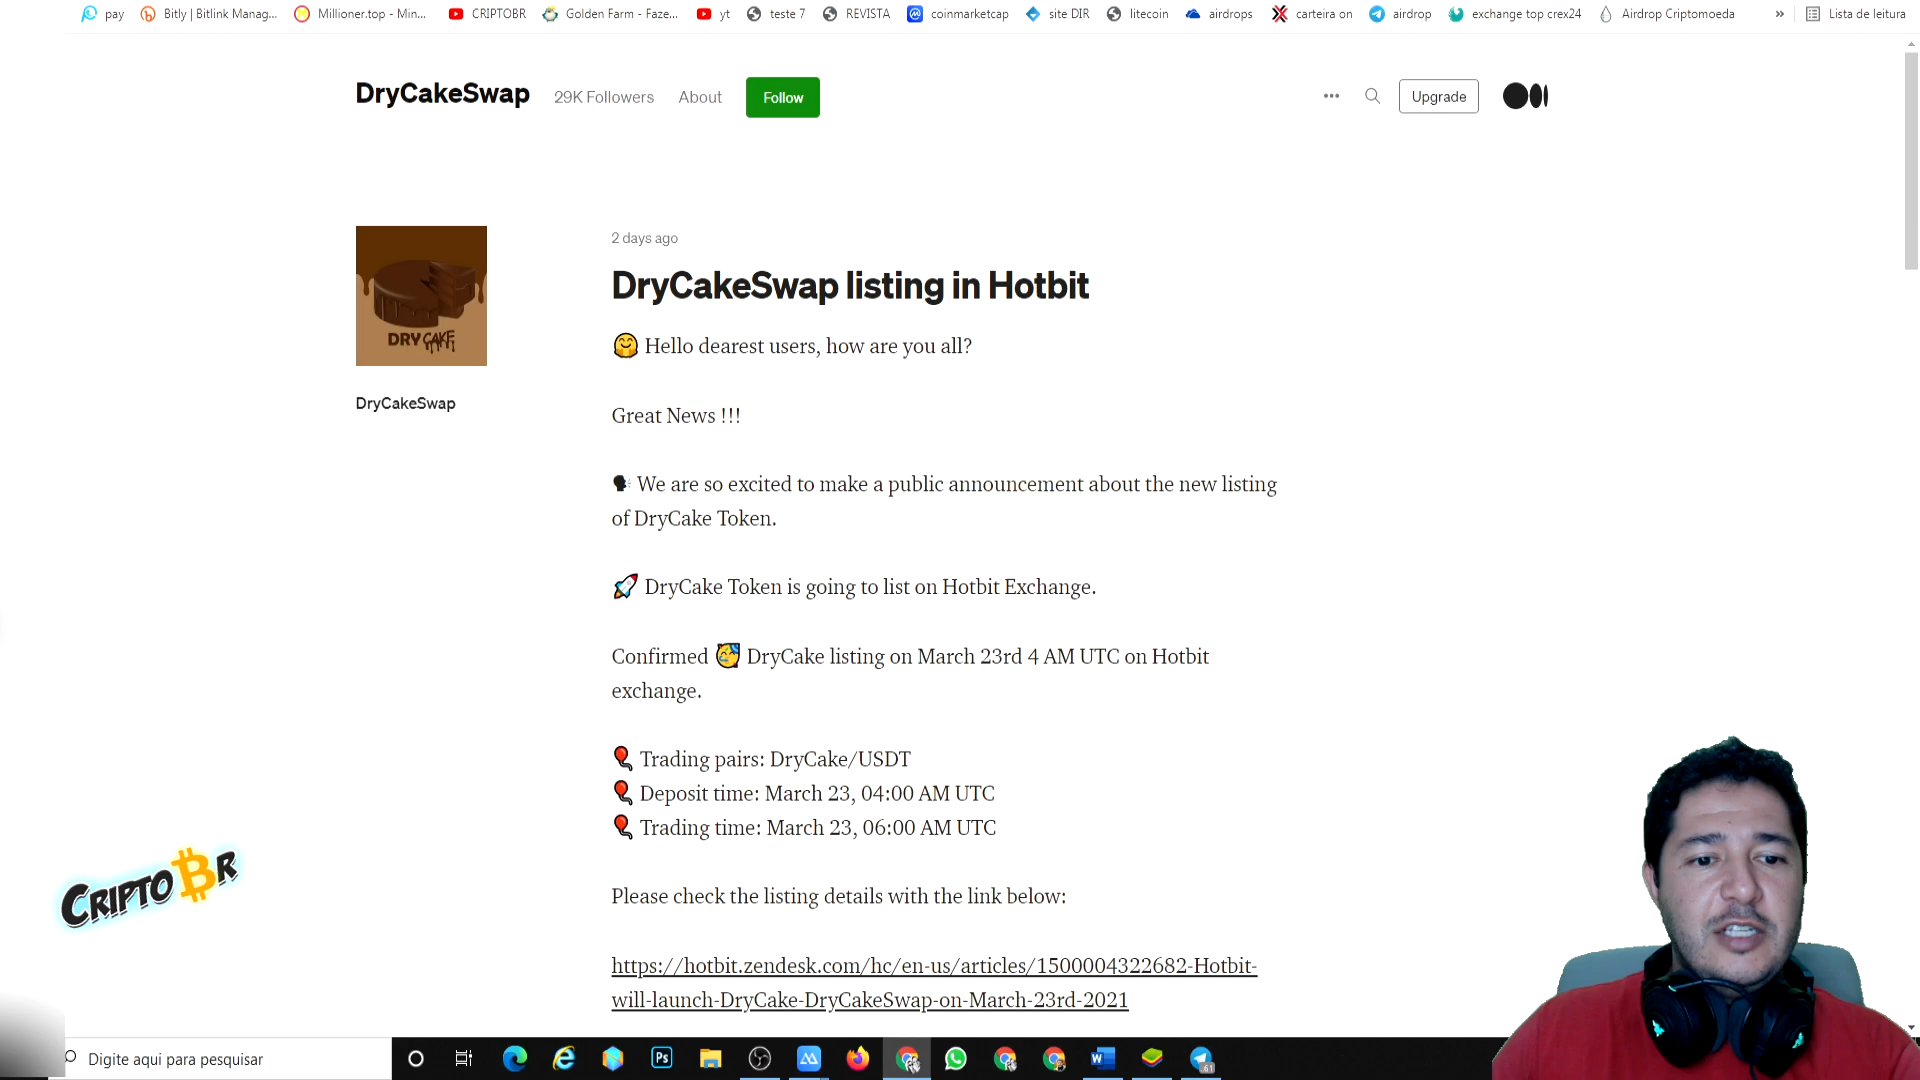 pay Bitly | Bitlink Manag... Millioner.top - Min... CRIPTOBR Golden Farm - Faze... yt teste 7 REVISTA coinmarketcap site DIR litecoin airdrops carteira on airdrop exchange top crex24 Airdrop Criptomoeda » Lista de leitura
DryCakeSwap 29K Followers About Follow Upgrade
2 days ago
DryCakeSwap listing in Hotbit
DRY CAKE
DryCakeSwap
🤗 Hello dearest users, how are you all?
Great News !!!
🗣 We are so excited to make a public announcement about the new listing
of DryCake Token.
🚀 DryCake Token is going to list on Hotbit Exchange.
Confirmed 🥳 DryCake listing on March 23rd 4 AM UTC on Hotbit
exchange.
🎈 Trading pairs: DryCake/USDT
🎈 Deposit time: March 23, 04:00 AM UTC
🎈 Trading time: March 23, 06:00 AM UTC
Please check the listing details with the link below:
https://hotbit.zendesk.com/hc/en-us/articles/1500004322682-Hotbit-
will-launch-DryCake-DryCakeSwap-on-March-23rd-2021
CRIPTOBR
Digite aqui para pesquisar
Ps
W
61